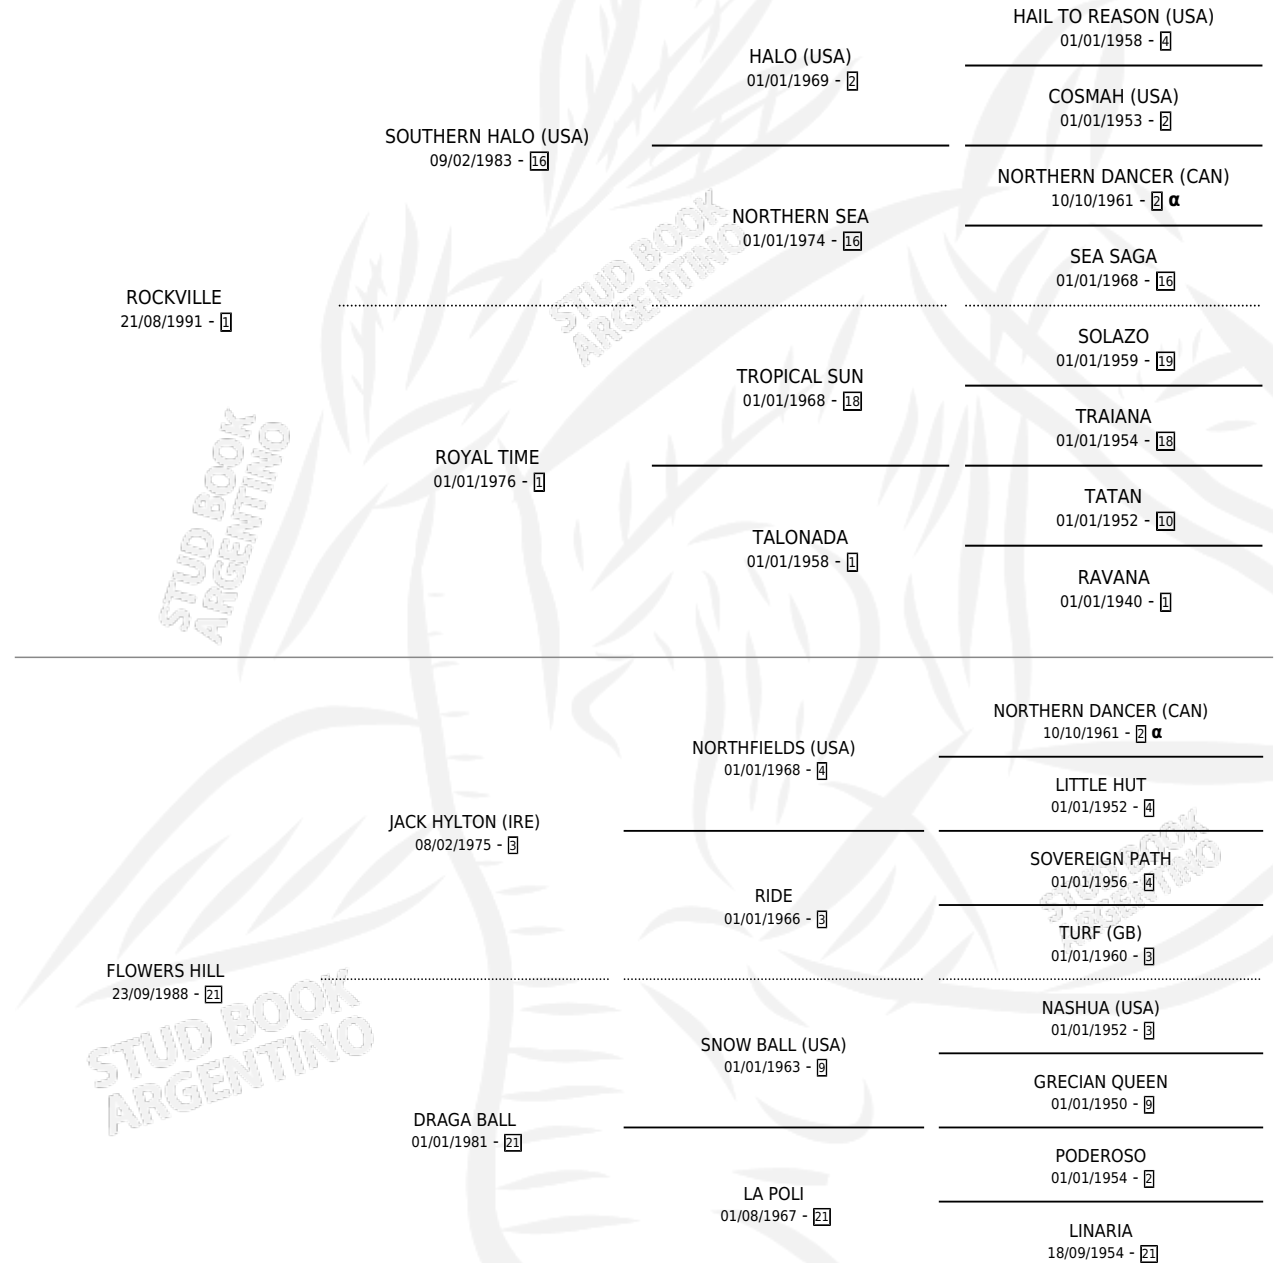 HAIL TO REASON (USA)
01/01/1958 - 4
HALO (USA)
01/01/1969 - 2
COSMAH (USA)
01/01/1953 - 2
SOUTHERN HALO (USA)
09/02/1983 - 16
NORTHERN DANCER (CAN)
10/10/1961 - 2 α
NORTHERN SEA
01/01/1974 - 16
SEA SAGA
01/01/1968 - 16
ROCKVILLE
21/08/1991 - 1
SOLAZO
01/01/1959 - 19
TROPICAL SUN
01/01/1968 - 18
TRAIANA
01/01/1954 - 18
ROYAL TIME
01/01/1976 - 1
TATAN
01/01/1952 - 10
TALONADA
01/01/1958 - 1
RAVANA
01/01/1940 - 1
NORTHERN DANCER (CAN)
10/10/1961 - 2 α
NORTHFIELDS (USA)
01/01/1968 - 4
LITTLE HUT
01/01/1952 - 4
JACK HYLTON (IRE)
08/02/1975 - 3
SOVEREIGN PATH
01/01/1956 - 4
RIDE
01/01/1966 - 3
TURF (GB)
01/01/1960 - 3
FLOWERS HILL
23/09/1988 - 21
NASHUA (USA)
01/01/1952 - 3
SNOW BALL (USA)
01/01/1963 - 9
GRECIAN QUEEN
01/01/1950 - 9
DRAGA BALL
01/01/1981 - 21
PODEROSO
01/01/1954 - 2
LA POLI
01/08/1967 - 21
LINARIA
18/09/1954 - 21
STUD BOOK
ARGENTINO
STUD BOOK
ARGENTINO
STUD BOOK
ARGENTINO
STUD BOOK
ARGENTINO